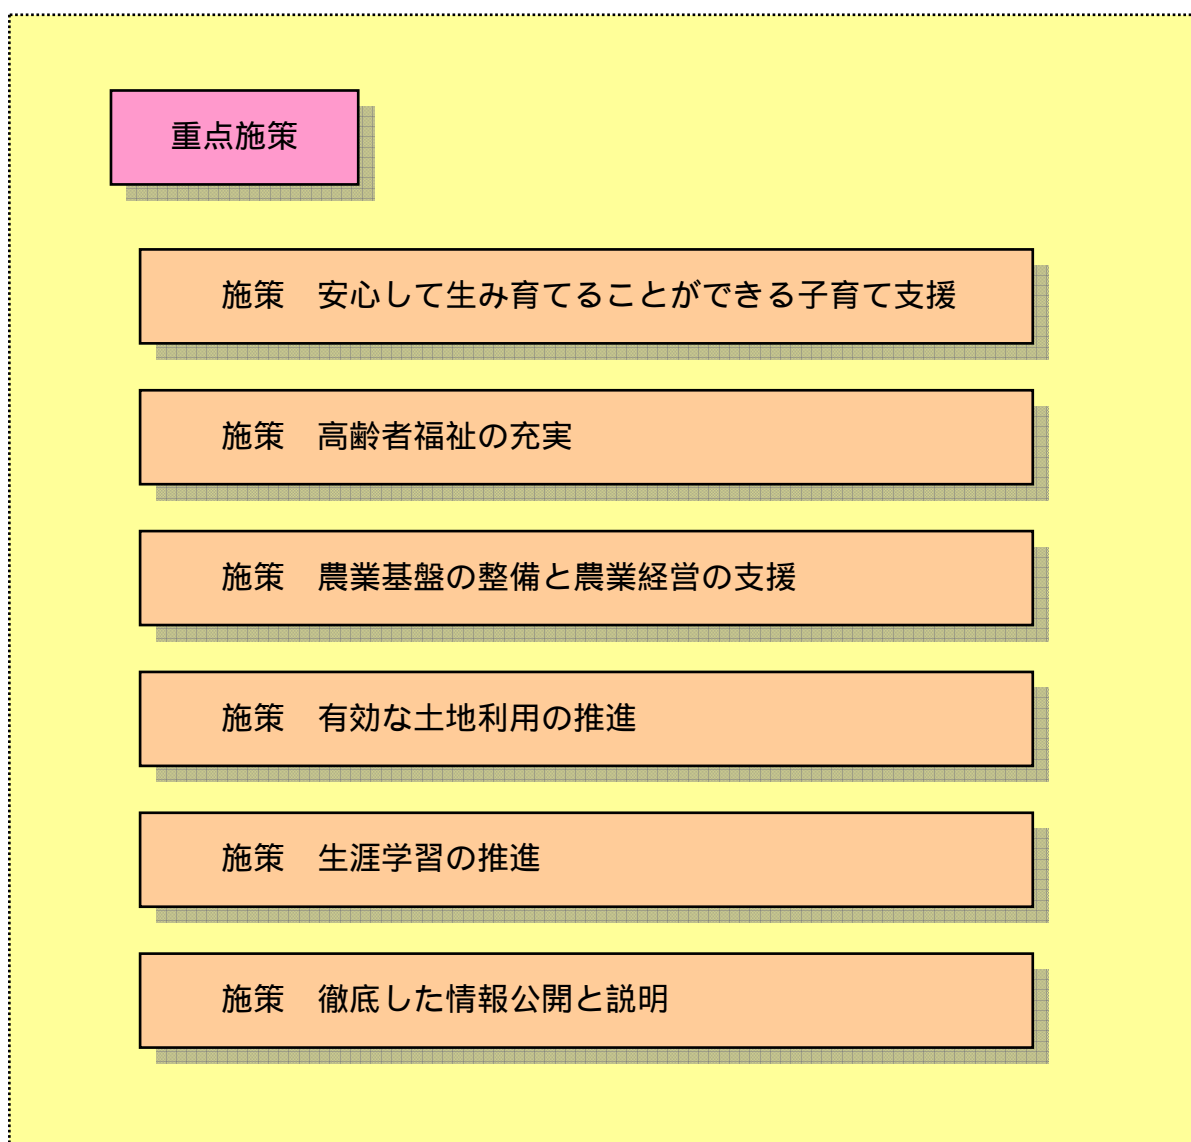 重点施策
施策　安心して生み育てることができる子育て支援
施策　高齢者福祉の充実
施策　農業基盤の整備と農業経営の支援
施策　有効な土地利用の推進
施策　生涯学習の推進
施策　徹底した情報公開と説明